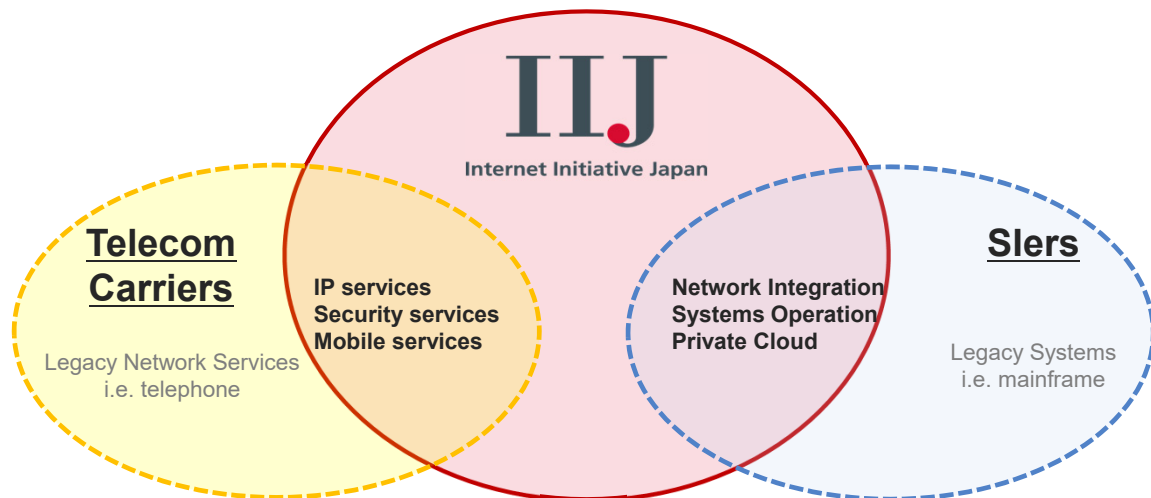 IIJ
Internet Initiative Japan
Telecom
Carriers
Legacy Network Services
i.e. telephone
IP services
Security services
Mobile services
Network Integration
Systems Operation
Private Cloud
SIers
Legacy Systems
i.e. mainframe